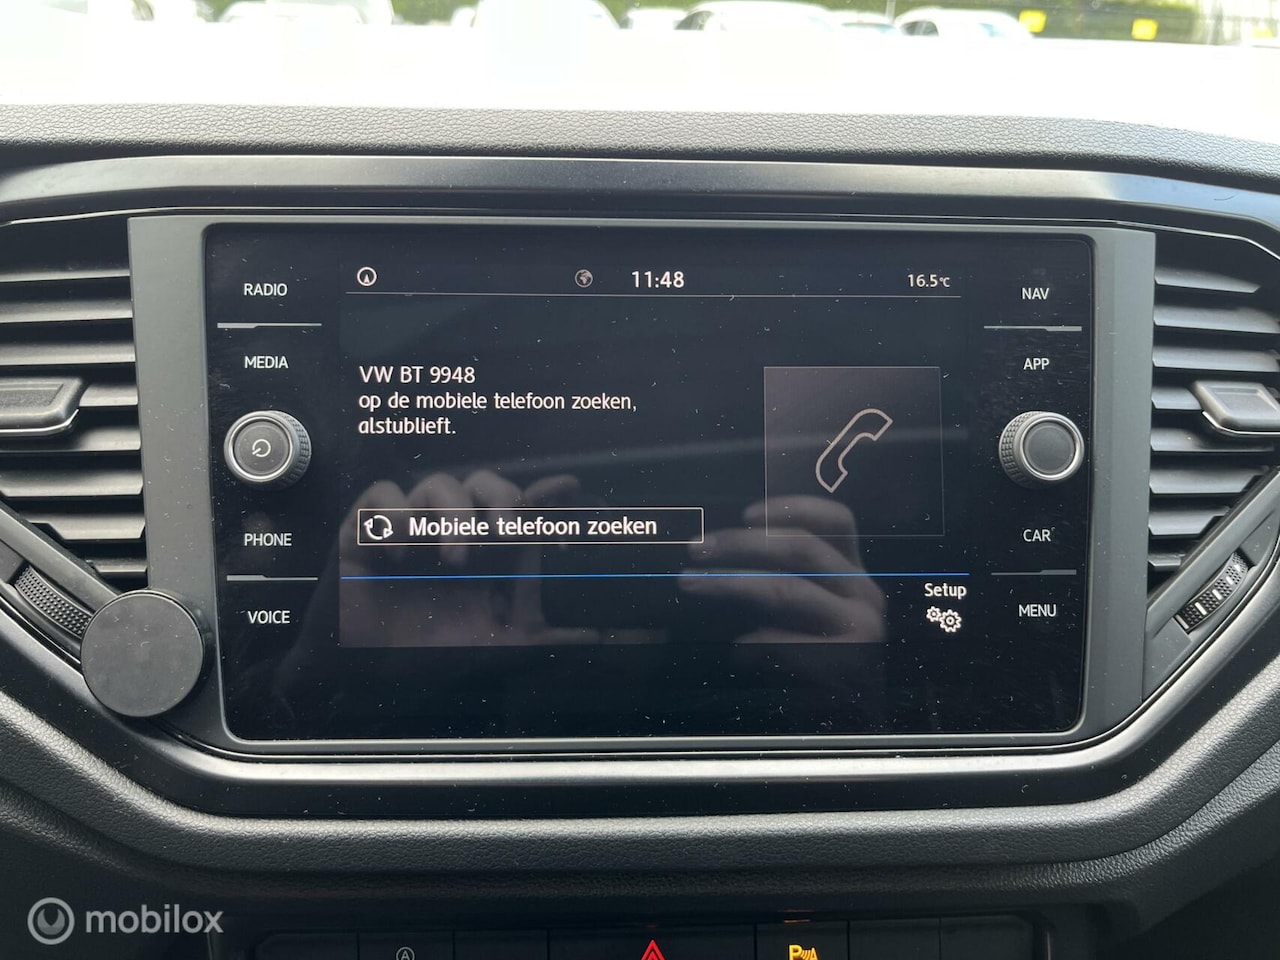 RADIO
MEDIA
PHONE
VOICE
11:48
16.5°C
VW BT 9948
op de mobiele telefoon zoeken,
alstublieft.
Mobiele telefoon zoeken
Setup
NAV
APP
CAR
MENU
mobilox
A
P